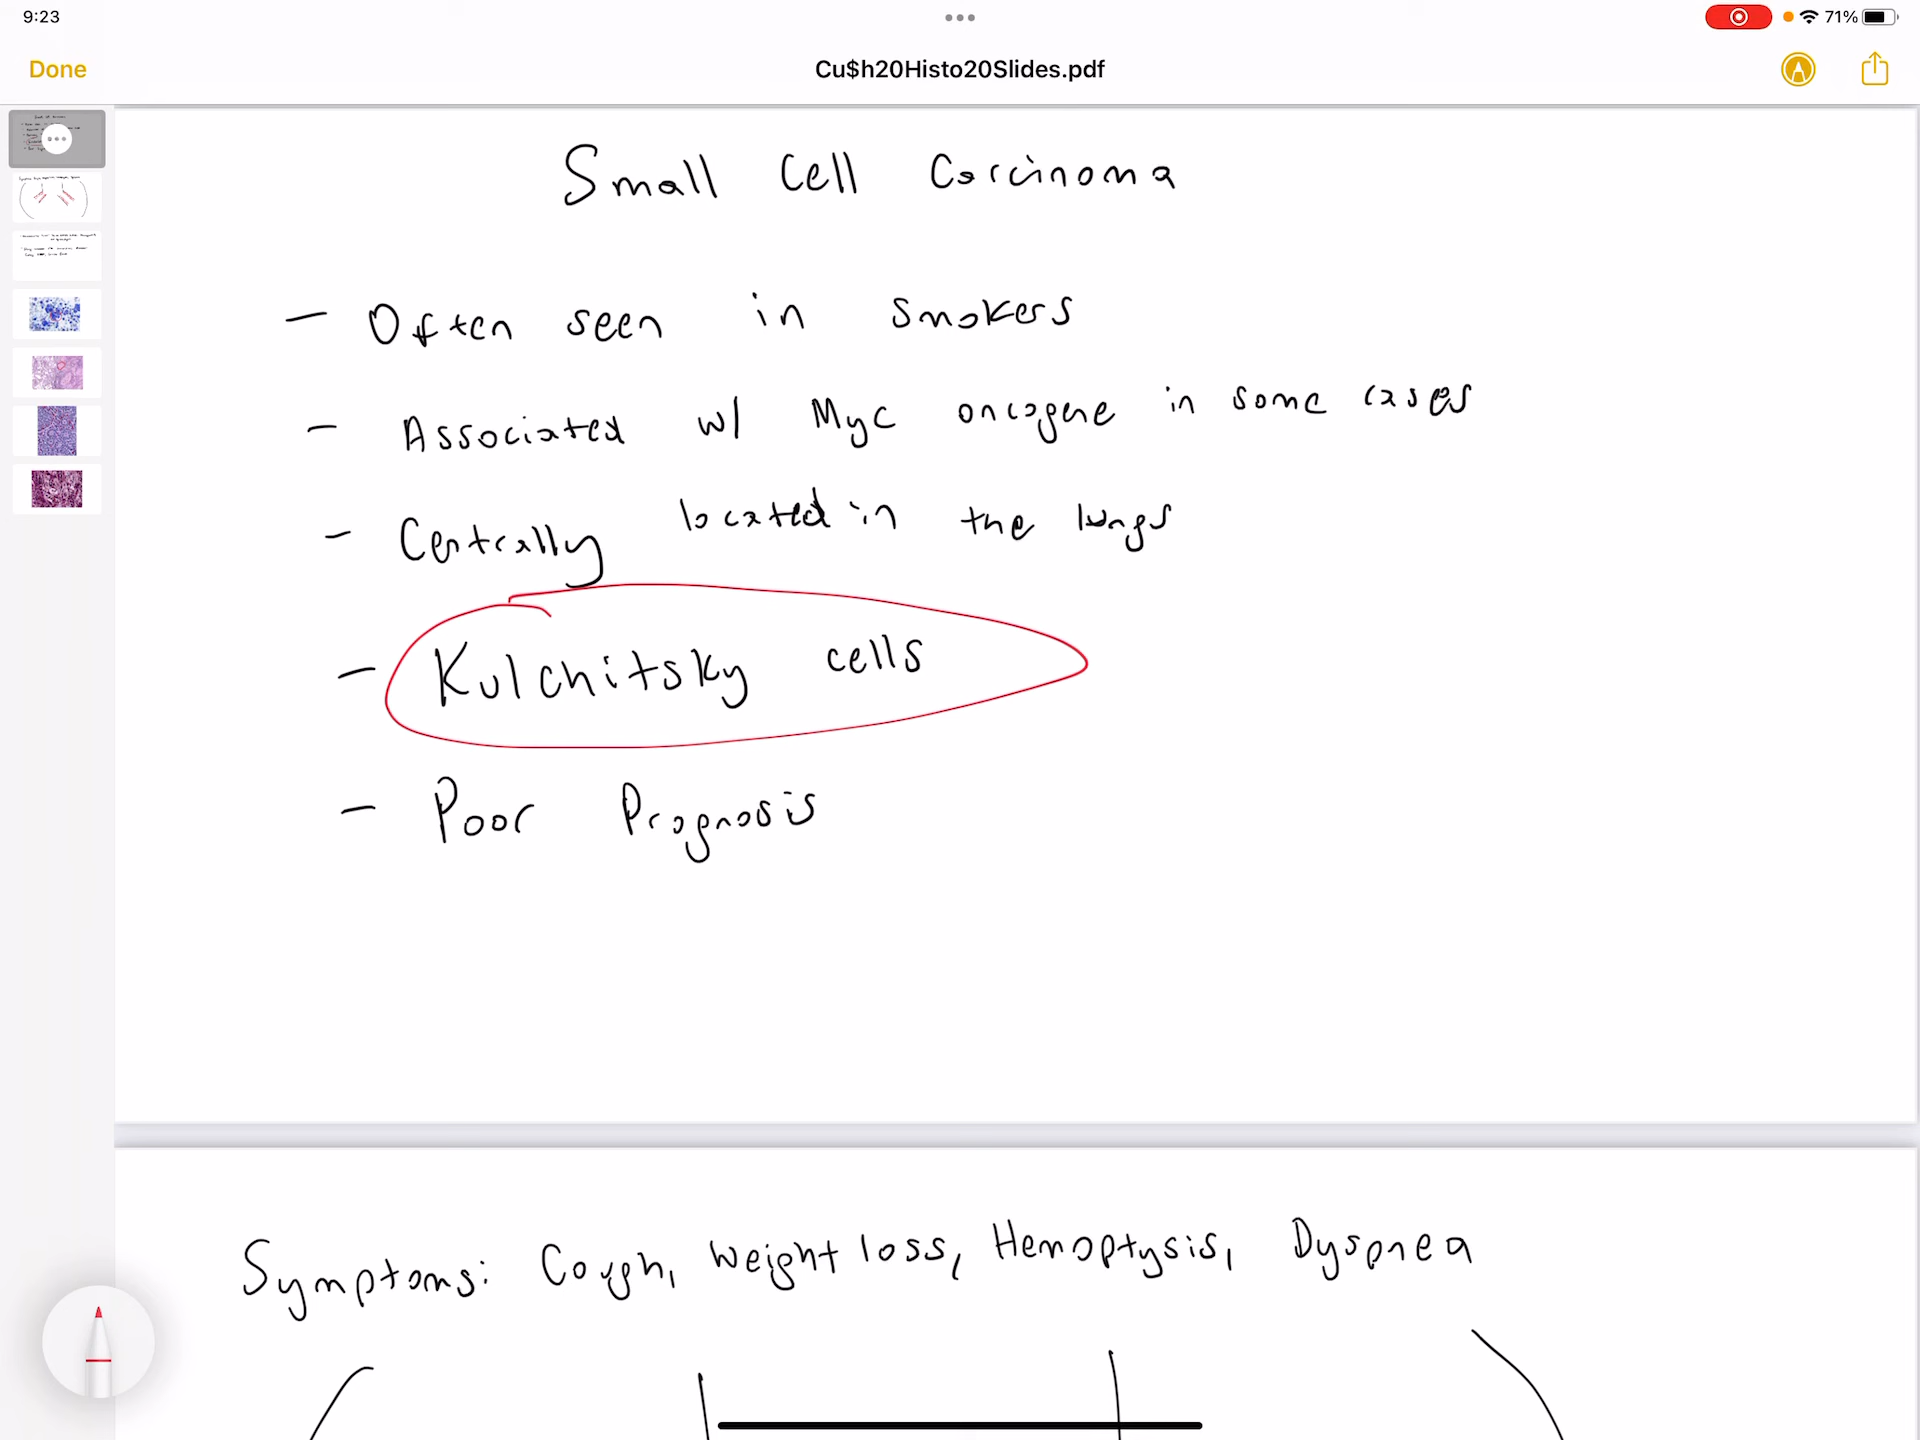 9:23
71%
Done
Cu$h20Histo20Slides.pdf
Small Cell Carcinoma
- Often seen in smokers
- Associated w/ Myc oncogene in some cases
- Centrally located in the lungs
- Kulchitsky cells
- Poor Prognosis
Symptoms: Cough, weight loss, Hemoptysis, Dyspnea